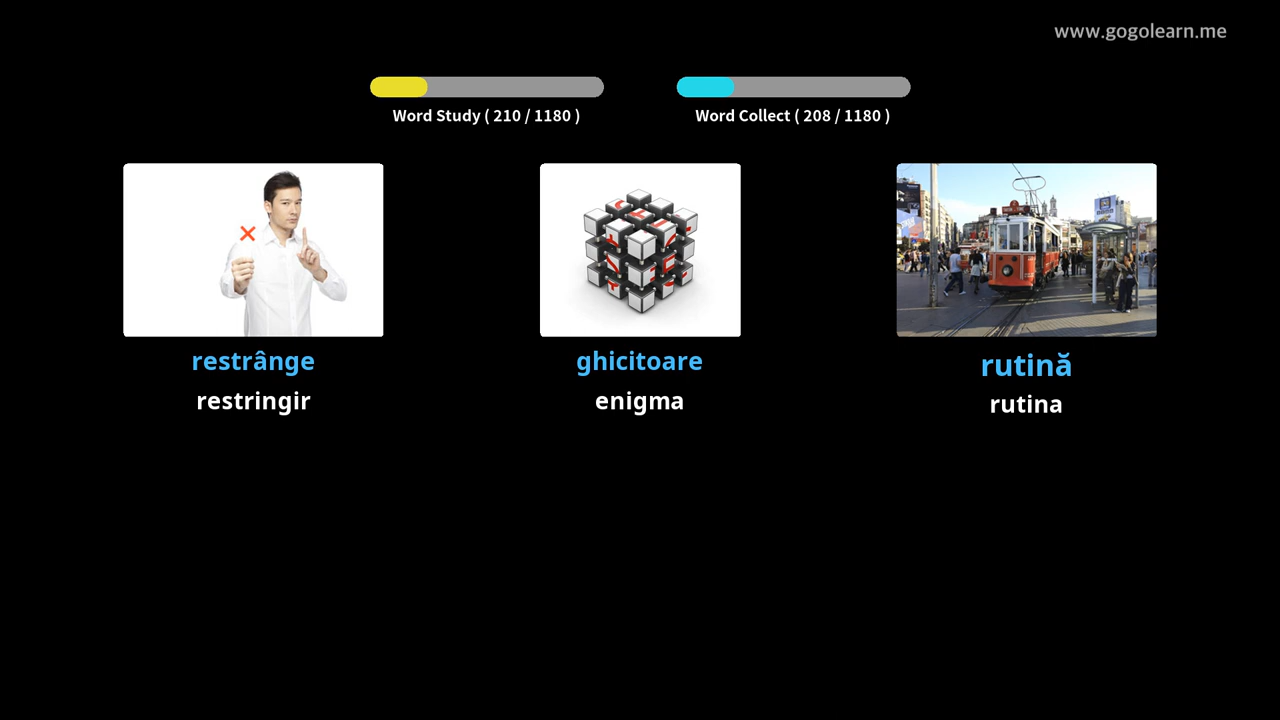 www.gogolearn.me
Word Study ( 210 / 1180 )
Word Collect ( 208 / 1180 )
restrânge
restringir
ghicitoare
enigma
rutină
rutina